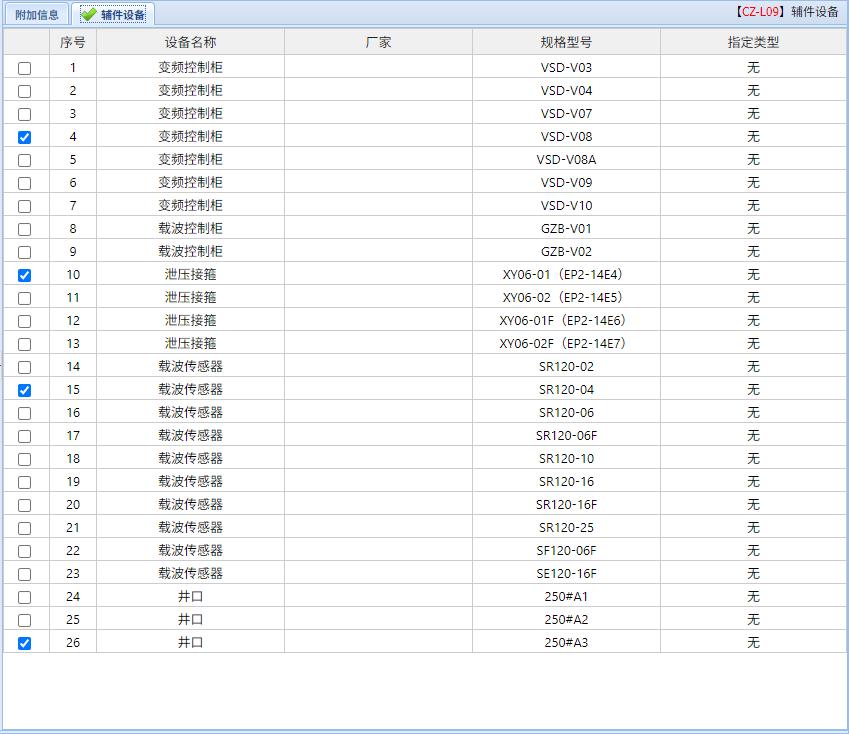 附加信息 辅件设备 【CZ-L09】辅件设备
序号 设备名称 厂家 规格型号 指定类型
1 变频控制柜 VSD-V03 无
2 变频控制柜 VSD-V04 无
3 变频控制柜 VSD-V07 无
4 变频控制柜 VSD-V08 无
5 变频控制柜 VSD-V08A 无
6 变频控制柜 VSD-V09 无
7 变频控制柜 VSD-V10 无
8 载波控制柜 GZB-V01 无
9 载波控制柜 GZB-V02 无
10 泄压接箍 XY06-01（EP2-14E4） 无
11 泄压接箍 XY06-02（EP2-14E5） 无
12 泄压接箍 XY06-01F（EP2-14E6） 无
13 泄压接箍 XY06-02F（EP2-14E7） 无
14 载波传感器 SR120-02 无
15 载波传感器 SR120-04 无
16 载波传感器 SR120-06 无
17 载波传感器 SR120-06F 无
18 载波传感器 SR120-10 无
19 载波传感器 SR120-16 无
20 载波传感器 SR120-16F 无
21 载波传感器 SR120-25 无
22 载波传感器 SF120-06F 无
23 载波传感器 SE120-16F 无
24 井口 250#A1 无
25 井口 250#A2 无
26 井口 250#A3 无